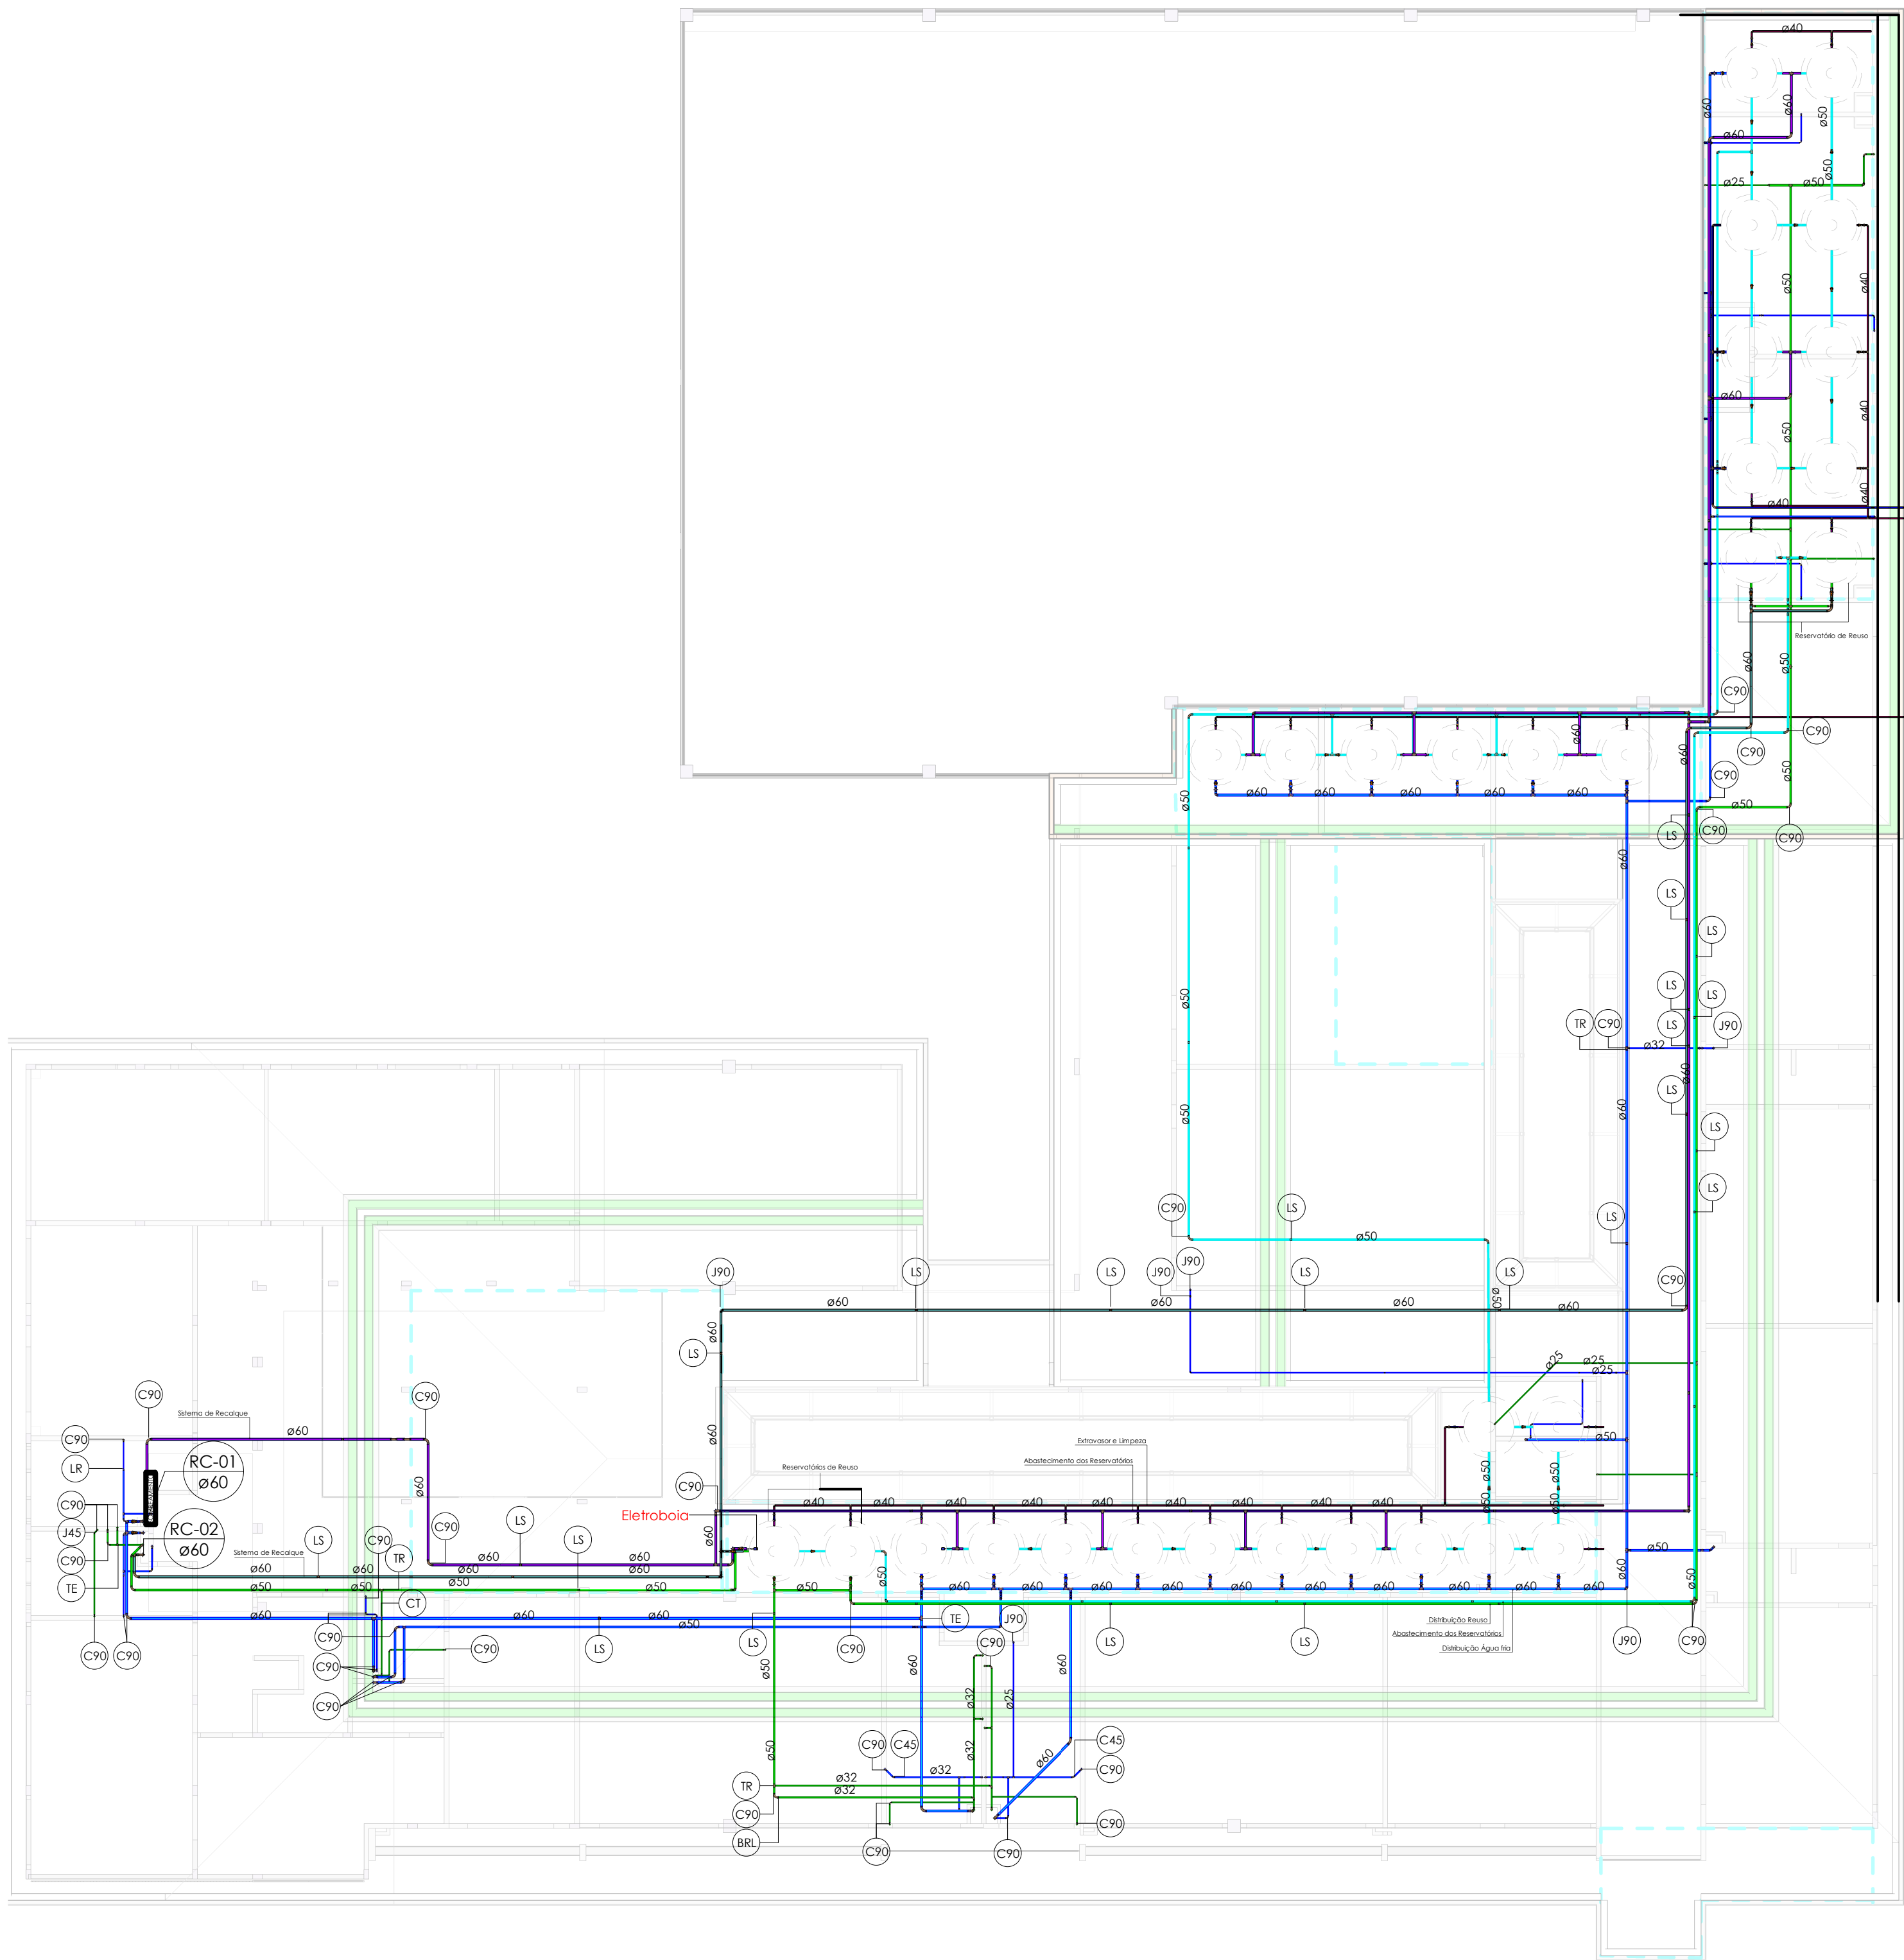 ø40
ø60
ø60
ø50
ø60
ø50
ø25
ø50
ø50
ø40
ø60
ø40
ø50
ø40
ø40
Reservatório de Reuso
ø60
ø50
C90
C90
C90
ø60
ø60
C90
ø50
ø50
ø60
ø60
ø60
ø60
ø60
ø50
LS
C90
C90
ø60
LS
LS
ø50
LS
LS
TR
C90
LS
J90
ø32
ø60
LS
ø50
ø60
LS
LS
C90
LS
LS
ø50
J90
LS
LS
J90
J90
LS
LS
C90
ø60
ø60
ø60
ø50
ø60
ø60
LS
ø25
ø25
ø25
C90
C90
Sistema de Recalque
ø60
C90
LR
RC-01
ø60
ø60
ø60
Extravasor e Limpeza
Abastecimento dos Reservatórios
Reservatórios de Reuso
ø50
ø50
ø50
C90
C90
J45
C90
TE
RC-02
ø60
Sistema de Recalque
Eletroboia
ø40
ø40
ø40
ø40
ø40
ø40
ø40
ø40
ø40
ø50
ø50
LS
C90
TR
C90
LS
LS
ø60
ø60
ø60
ø60
ø60
ø60
ø60
ø50
ø50
ø50
ø50
ø50
ø50
ø50
ø60
ø60
ø60
ø60
ø60
ø60
ø60
ø60
ø60
ø60
ø50
CT
ø60
ø60
ø60
ø50
TE
J90
Distribuição Reuso
Abastecimento dos Reservatórios
Distribuição Água fria
C90
C90
C90
C90
C90
C90
LS
LS
C90
C90
LS
LS
J90
C90
ø50
ø60
ø60
ø32
ø25
ø50
ø32
ø60
C90
C45
C45
C90
TR
ø32
ø32
ø32
C90
BRL
C90
C90
C90